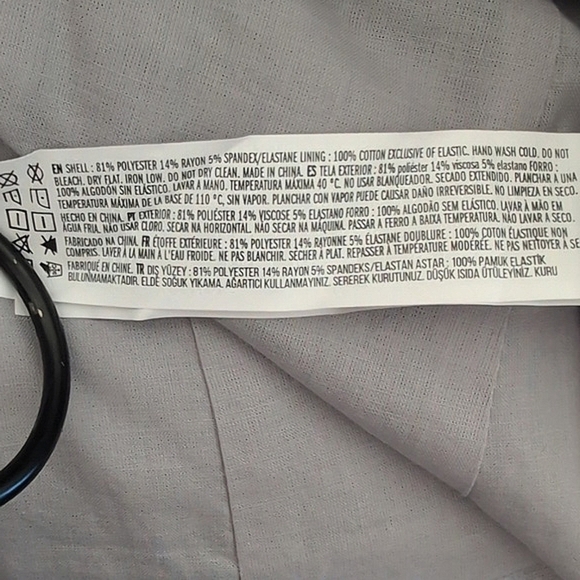 EN SHELL : 81% POLYESTER 14% RAYON 5% SPANDEX/ELASTANE LINING : 100% COTTON EXCLUSIVE OF ELASTIC. HAND WASH COLD. DO NOT
BLEACH. DRY FLAT. IRON LOW. DO NOT DRY CLEAN. MADE IN CHINA. ES TELA EXTERIOR : 81% poliéster 14% viscosa 5% elastano FORRO :
100% ALGODÓN SIN ELÁSTICO. LAVAR A MANO. TEMPERATURA MÁXIMA 40 °C. NO USAR BLANQUEADOR. SECADO EXTENDIDO. PLANCHAR A UNA
TEMPERATURA MÁXIMA DE LA BASE DE 110 °C, SIN VAPOR. PLANCHAR CON VAPOR PUEDE CAUSAR DAÑO IRREVERSIBLE. NO LIMPIEZA EN SECO.
HECHO EN CHINA. PT EXTERIOR : 81% POLIÉSTER 14% VISCOSE 5% ELASTANO FORRO : 100% ALGODÃO SEM ELÁSTICO. LAVAR À MÃO EM
ÁGUA FRIA, NÃO USAR CLORO. SECAR NA HORIZONTAL. NÃO SECAR NA MÁQUINA. PASSAR A FERRO A BAIXA TEMPERATURA. NÃO LAVAR A SECO.
FABRICADO NA CHINA. FR ÉTOFFE EXTÉRIEURE : 81% POLYESTER 14% RAYONNE 5% ÉLASTANE DOUBLURE : 100% COTON ÉLASTIQUE NON
COMPRIS. LAVER À LA MAIN À L'EAU FROIDE. NE PAS BLANCHIR. SÉCHER À PLAT. REPASSER À TEMPÉRATURE MODÉRÉE. NE PAS NETTOYER À SE
FABRIQUÉ EN CHINE. TR DIŞ YÜZEY : 81% POLYESTER 14% RAYON 5% SPANDEKS/ELASTAN ASTAR : 100% PAMUK ELASTİK
BULUNMAMAKTADIR. ELDE SOĞUK YIKAMA. AĞARTICI KULLANMAYINIZ. SEREREK KURUTUNUZ. DÜŞÜK ISIDA ÜTÜLEYİNİZ. KURU